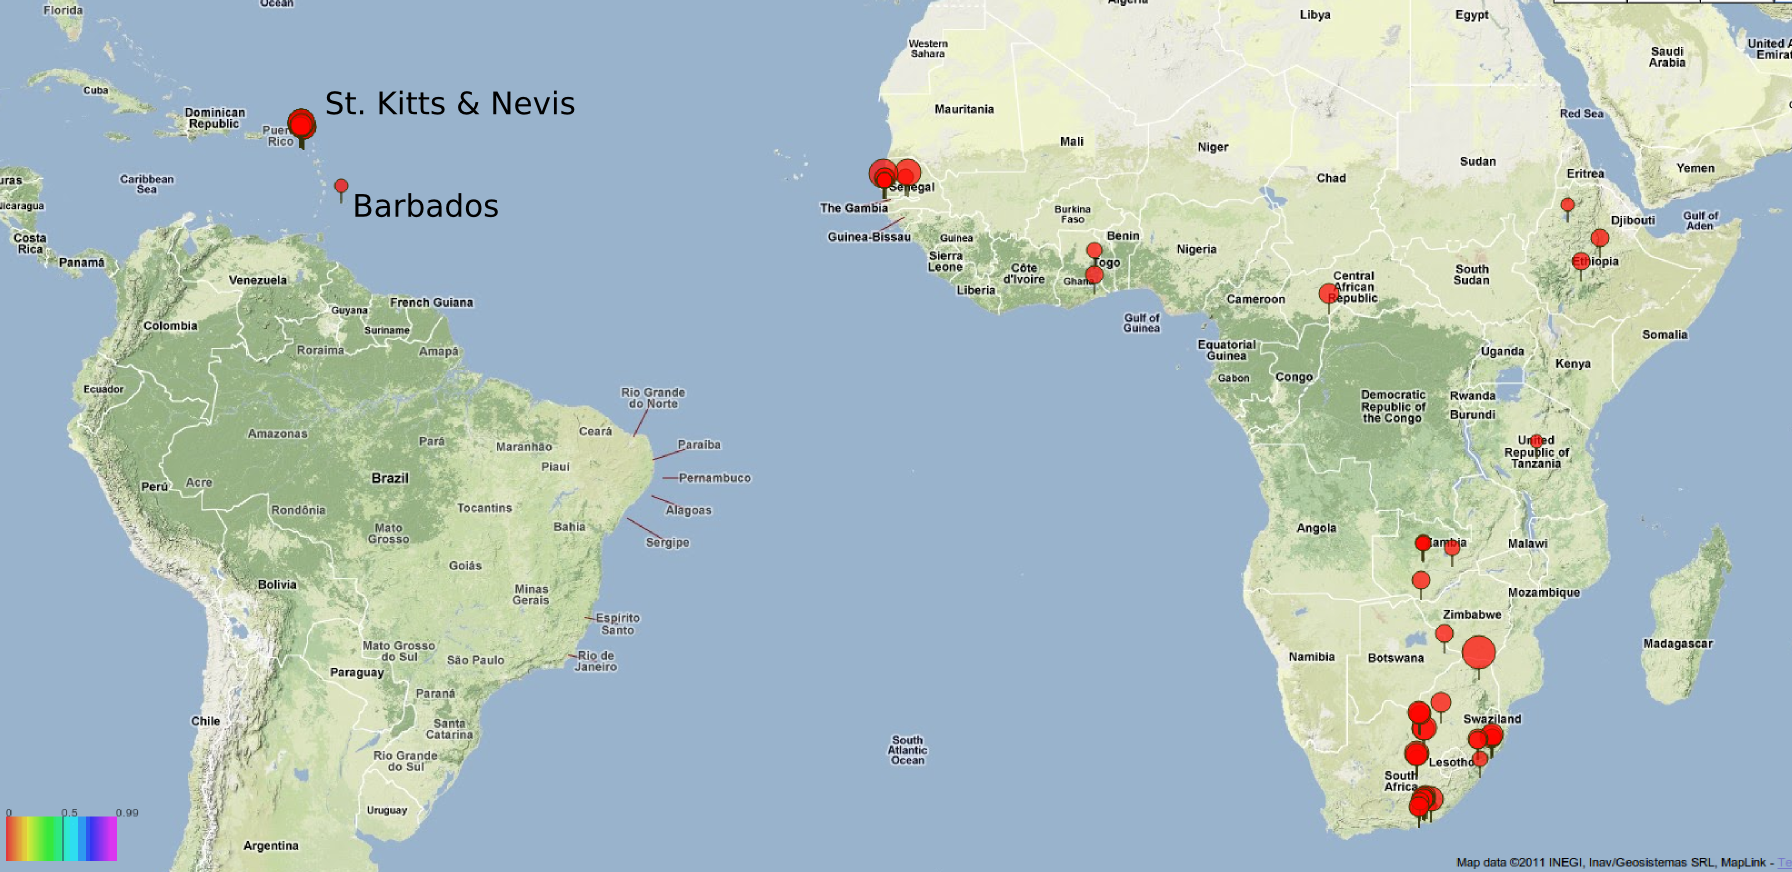 Ocean
Florida
Cuba
Dominican
Republic
Puer
Rico
St. Kitts & Nevis
Caribbean
Sea
Barbados
uras
Nicaragua
Costa
Rica
Panamá
Venezuela
Guyana
French Guiana
Suriname
Colombia
Roraima
Amapá
Ecuador
Amazonas
Pará
Maranhão
Ceará
Rio Grande
do Norte
Paraíba
Piauí
Pernambuco
Perú
Acre
Brazil
Rondônia
Tocantins
Alagoas
Mato
Grosso
Bahia
Sergipe
Goiás
Bolivia
Minas
Gerais
Espírito
Santo
Mato Grosso
do Sul
São Paulo
Rio de
Janeiro
Paraguay
Paraná
Chile
Santa
Catarina
Rio Grande
do Sul
Uruguay
Argentina
0 0.5 0.99
South
Atlantic
Ocean
Algeria
Libya
Egypt
Western
Sahara
Saudi
Arabia
United A
Emirat
Mauritania
Mali
Niger
Red Sea
Chad
Sudan
Eritrea
Yemen
Senegal
The Gambia
Burkina
Faso
Djibouti
Gulf of
Aden
Guinea-Bissau
Guinea
Benin
Nigeria
Sierra
Leone
Côte
d'Ivoire
Togo
Ghana
Liberia
Ethiopia
Central
African
Republic
South
Sudan
Cameroon
Gulf of
Guinea
Somalia
Equatorial
Guinea
Uganda
Kenya
Gabon
Congo
Democratic
Republic of
the Congo
Rwanda
Burundi
United
Republic of
Tanzania
Angola
Zambia
Malawi
Mozambique
Zimbabwe
Namibia
Botswana
Madagascar
Swaziland
Lesotho
South
Africa
Map data ©2011 INEGI, Inav/Geosistemas SRL, MapLink - Te